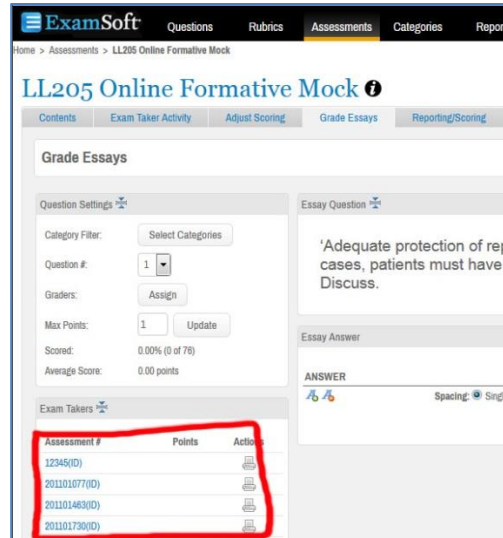 ExamSoft Questions Rubrics Assessments Categories Repor
Home > Assessments > LL205 Online Formative Mock
LL205 Online Formative Mock i
Contents Exam Taker Activity Adjust Scoring Grade Essays Reporting/Scoring
Grade Essays
Question Settings
Category Filter: Select Categories
Question #: 1
Graders: Assign
Max Points: 1 Update
Scored: 0.00% (0 of 76)
Average Score: 0.00 points
Exam Takers
Assessment # Points Actions
12345(ID)
201101077(ID)
201101463(ID)
201101730(ID)
Essay Question
‘Adequate protection of rep
cases, patients must have
Discuss.
Essay Answer
ANSWER
Spacing: Singl